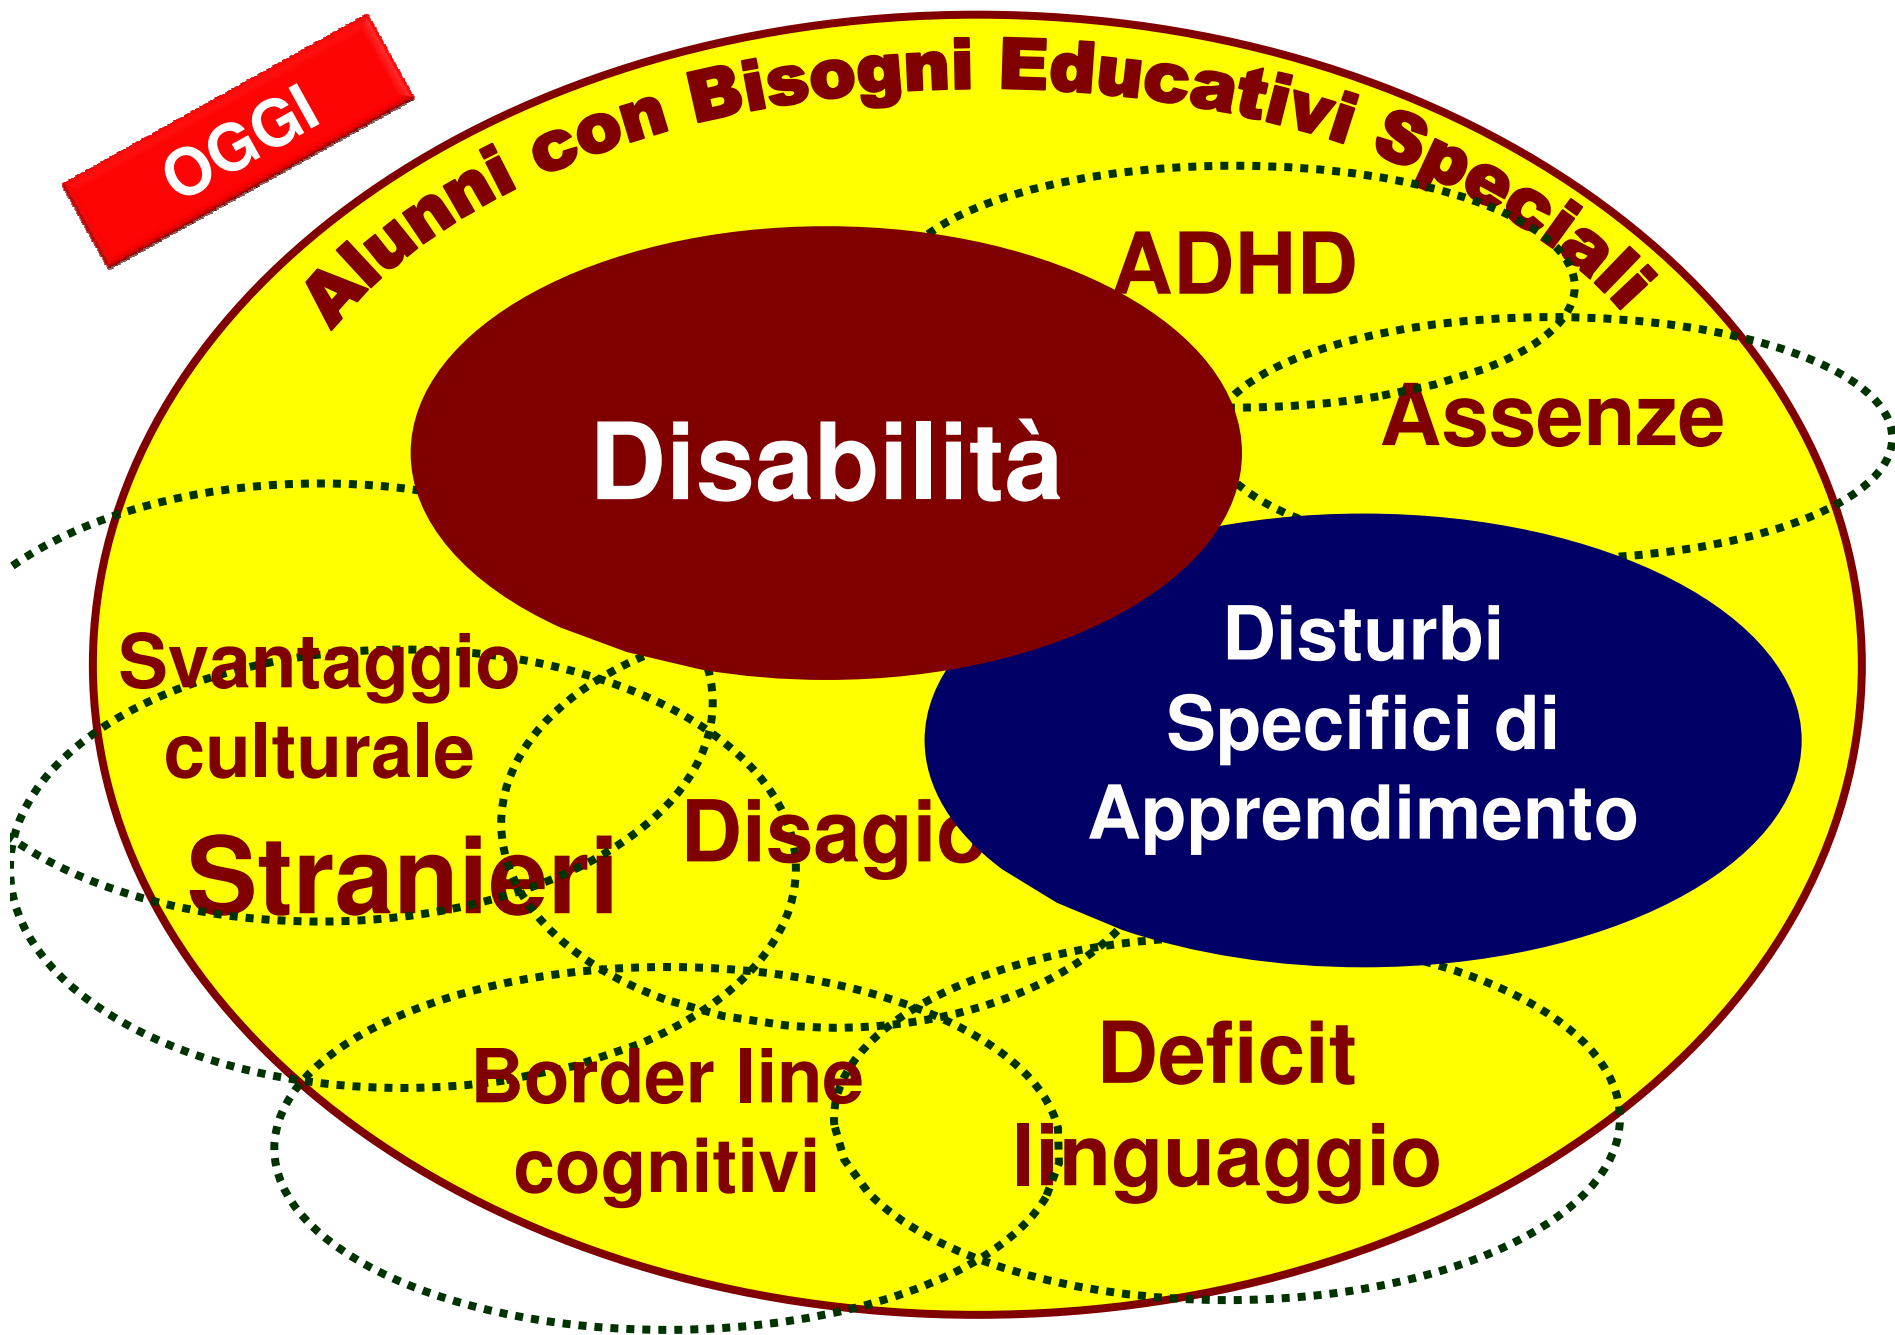 OGGI
Alunni con Bisogni Educativi Speciali
ADHD
Assenze
Disabilità
Disturbi
Specifici di
Apprendimento
Svantaggio
culturale
Stranieri
Disagio
Border line
cognitivi
Deficit
linguaggio